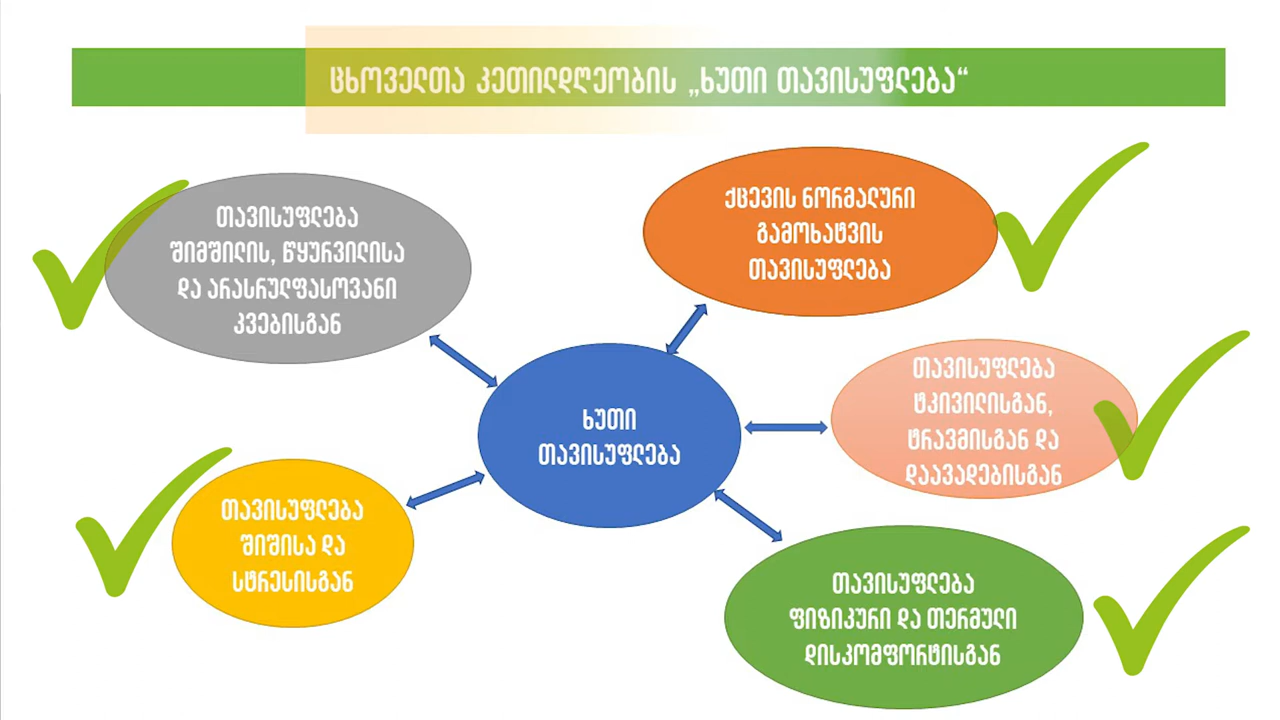 ცხოველთა კეთილდღეობის „ხუთი თავისუფლება“
თავისუფლება
შიმშილის, წყურვილისა
და არასრულფასოვანი
კვებისგან
ქცევის ნორმალური
გამოხატვის
თავისუფლება
ხუთი
თავისუფლება
თავისუფლება
ტკივილისგან,
ტრავმისგან და
დაავადებისგან
თავისუფლება
შიშისა და
სტრესისგან
თავისუფლება
ფიზიკური და თერმული
დისკომფორტისგან